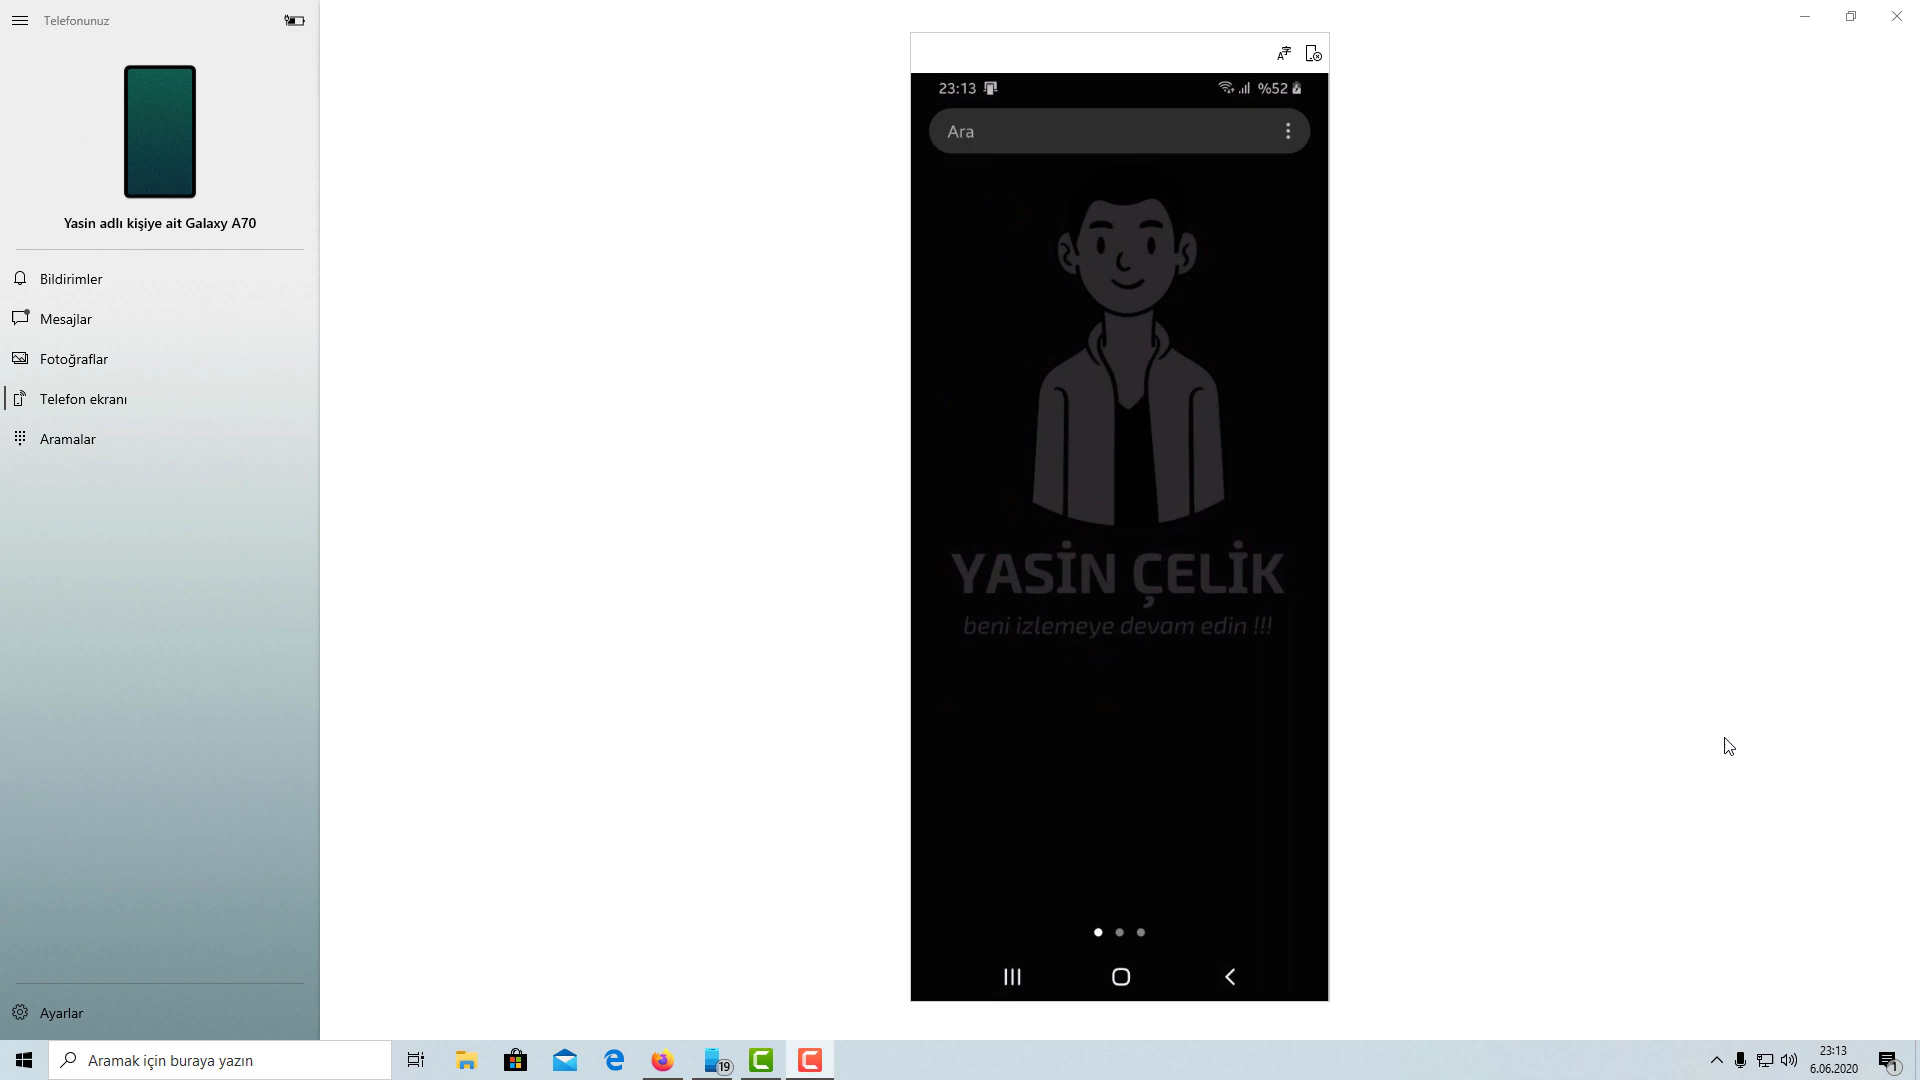 Telefonunuz
Yasin adlı kişiye ait Galaxy A70
Bildirimler
Mesajlar
Fotoğraflar
Telefon ekranı
Aramalar
Ayarlar
23:13
%52
Ara
YASİN ÇELİK
beni izlemeye devam edin !!!
Aramak için buraya yazın
19
23:13
6.06.2020
1